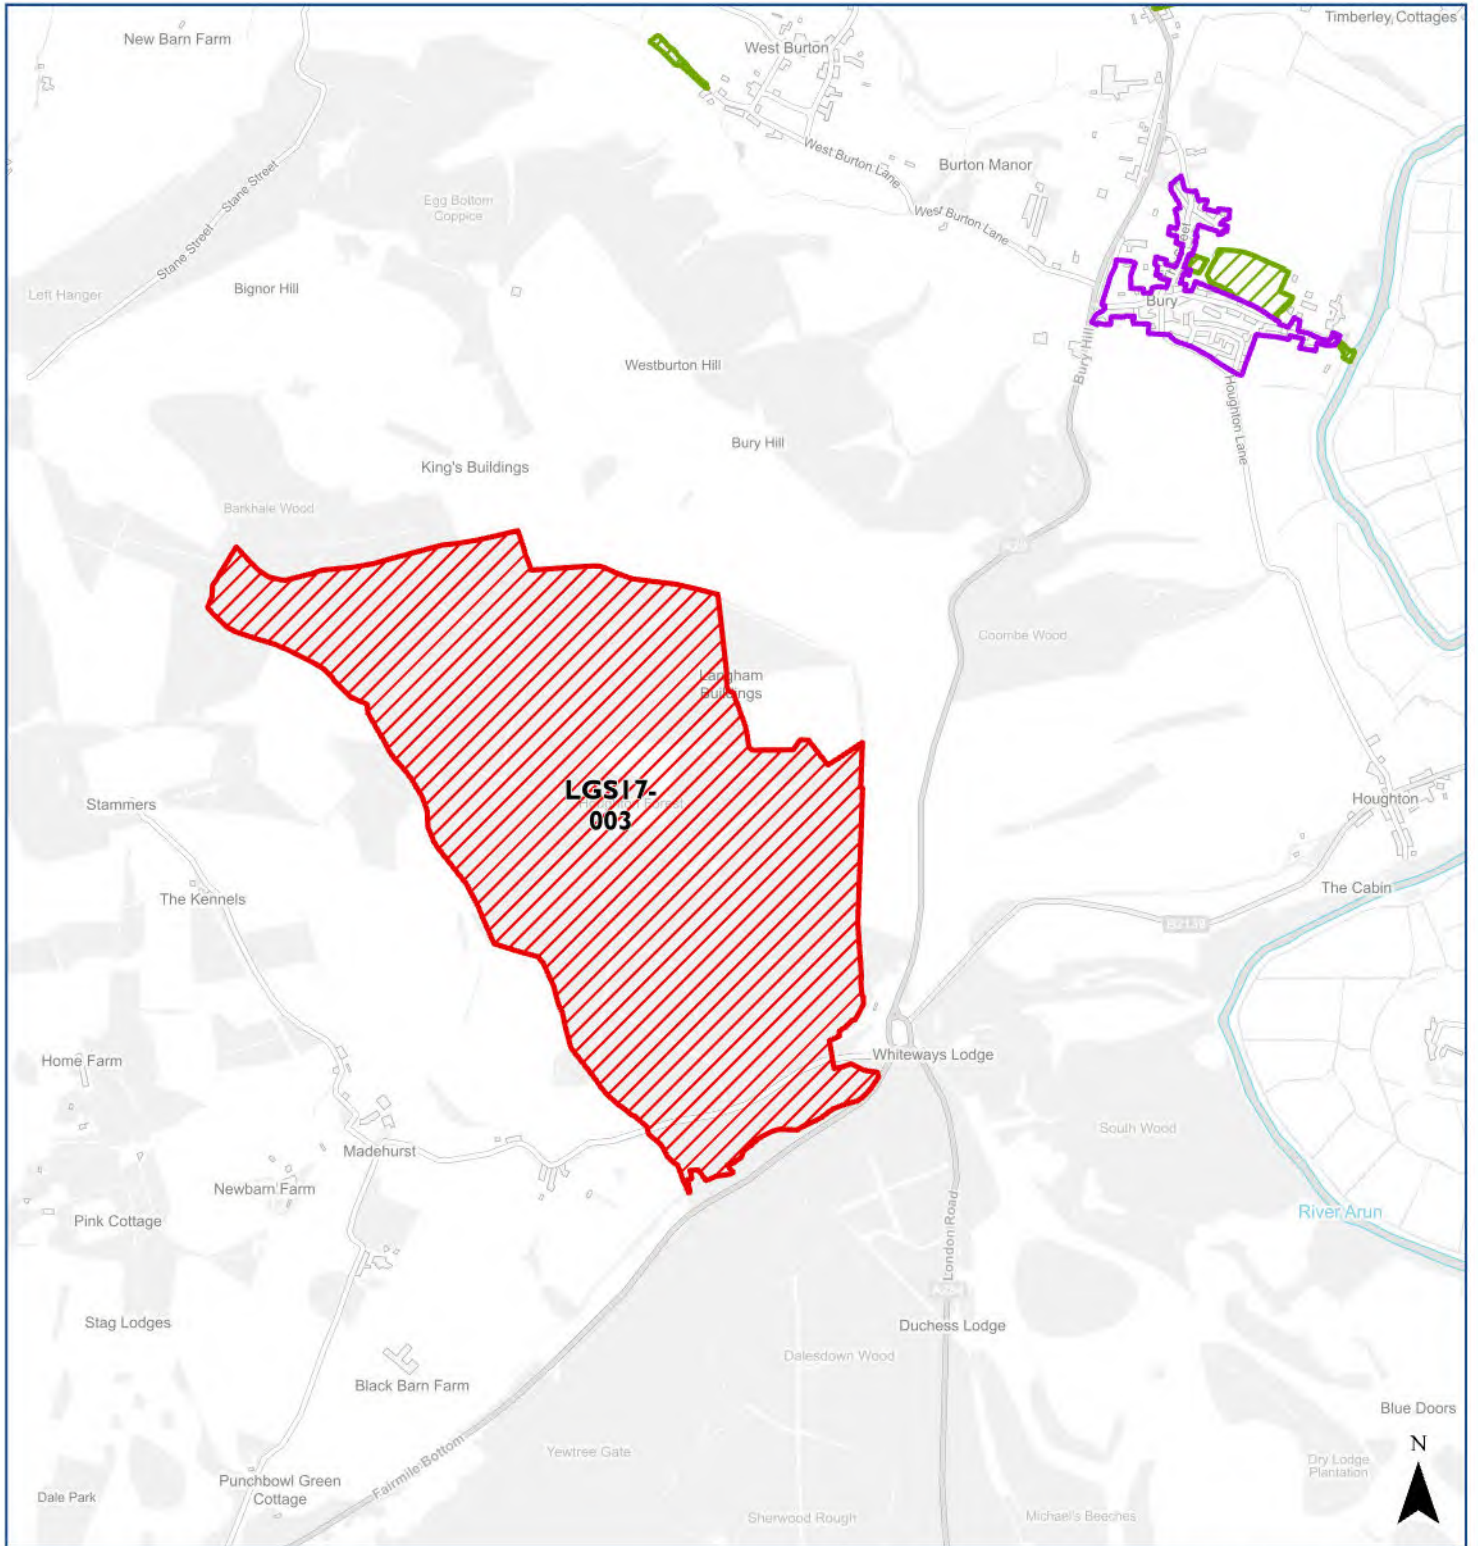 Timberley Cottages
New Barn Farm
West Burton
West Burton Lane
Burton Manor
Stane Street
Stane Street
Egg Bottom
Coppice
West Burton Lane
Left Hanger
Bignor Hill
Bury
Westburton Hill
Bury Hill
Houghton Lane
Bury Hill
King's Buildings
Barkhale Wood
Coombe Wood
Langham
Buildings
LGS17-
003
Houghton Forest
Stammers
Houghton
The Cabin
The Kennels
B2139
Whiteways Lodge
Home Farm
South Wood
Madehurst
Newbarn Farm
Pink Cottage
River Arun
London Road
Stag Lodges
Duchess Lodge
Dalesdown Wood
Black Barn Farm
Blue Doors
N
Yewtree Gate
Fairmile Bottom
Dry Lodge
Plantation
Punchbowl Green
Cottage
Dale Park
Sherwood Rough
Michael's Beeches